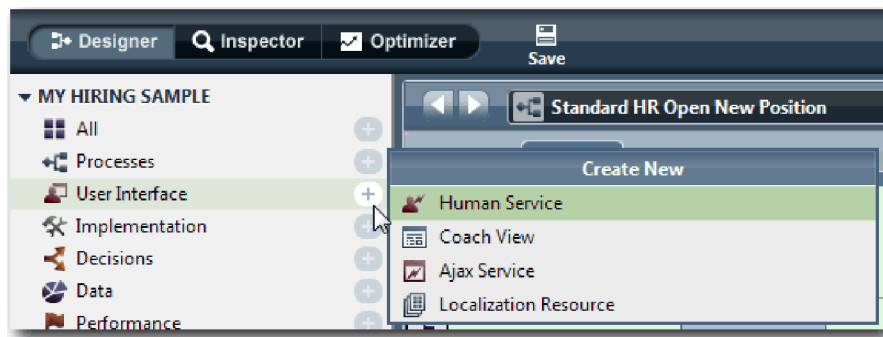 Designer Inspector Optimizer
Save
MY HIRING SAMPLE
Standard HR Open New Position
All
Processes
Create New
User Interface
Human Service
Implementation
Coach View
Decisions
Ajax Service
Data
Localization Resource
Performance